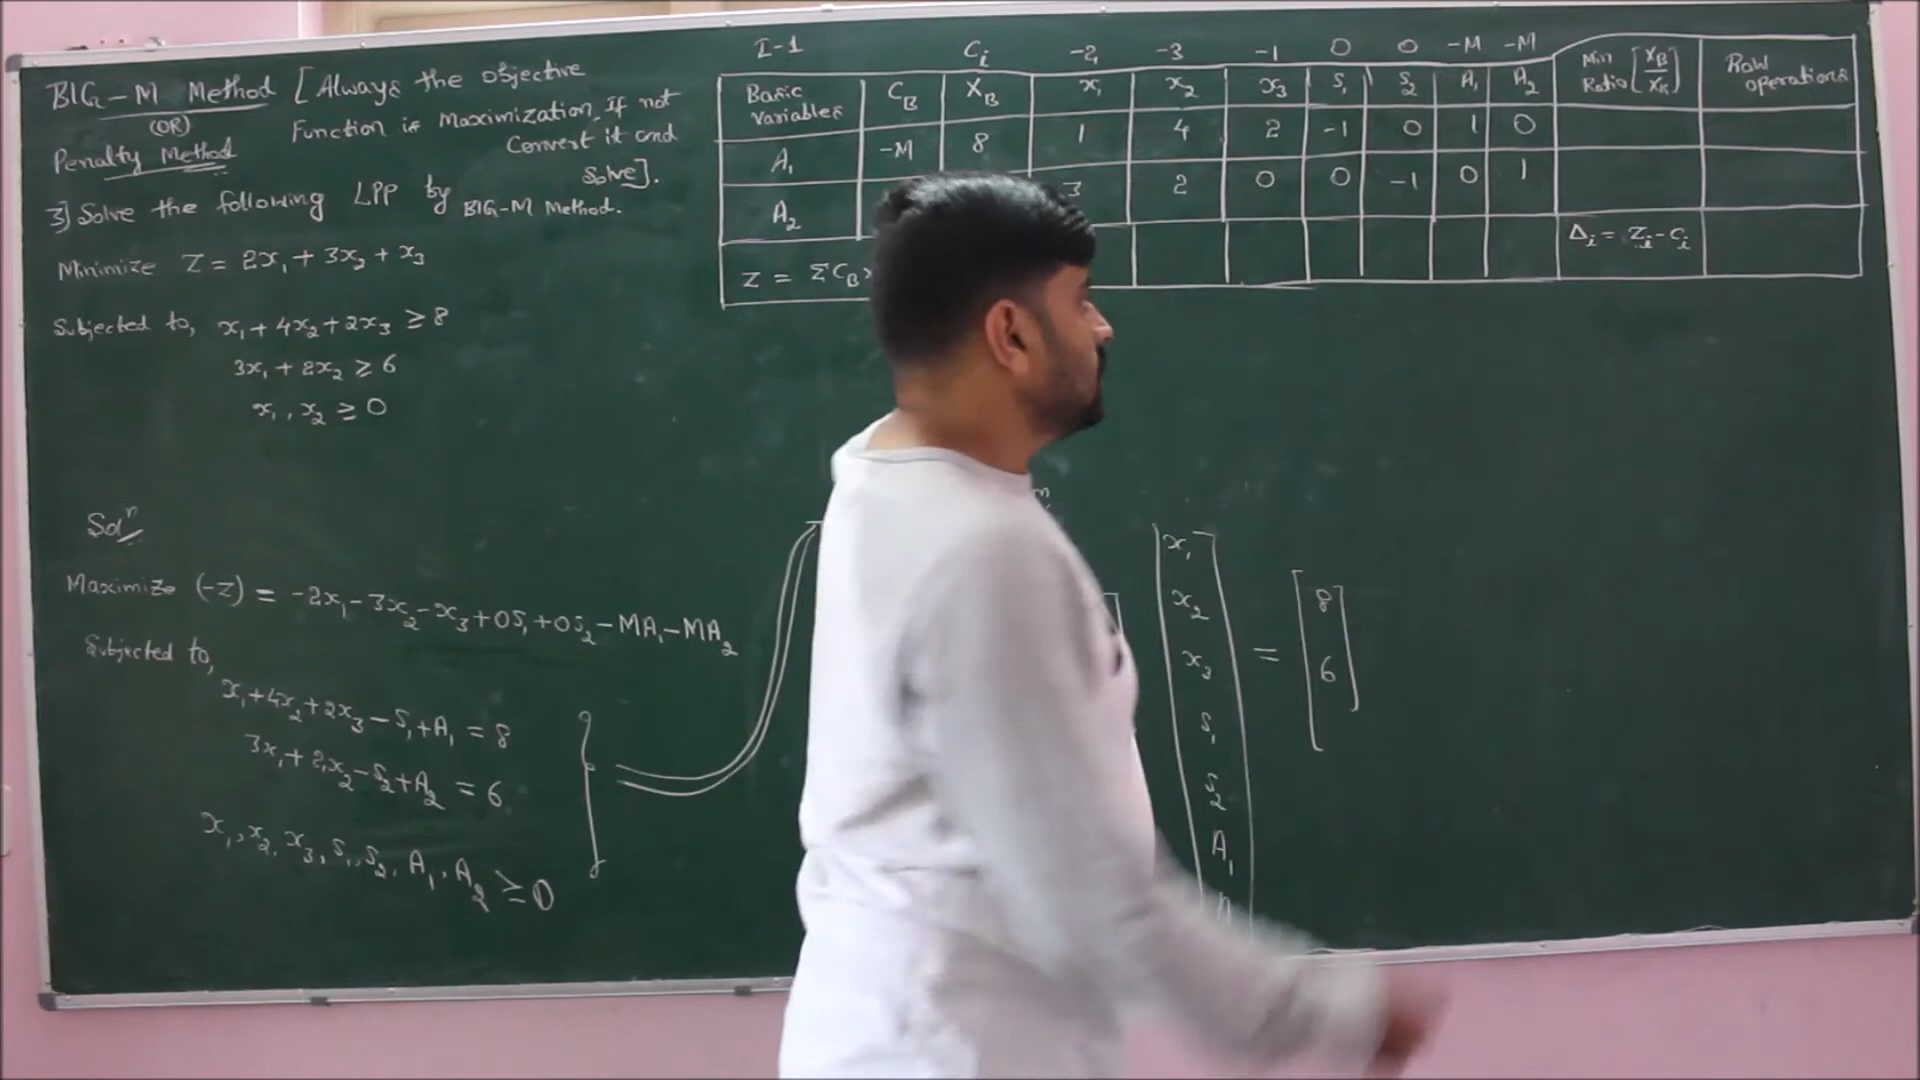 BIG-M Method [Always the Objective
(OR) Function is Maximization, If not
Penalty Method Convert it and
Solve].
3] Solve the following LPP by BIG-M Method.
Minimize Z = 2x₁ + 3x₂ + x₃
Subjected to, x₁ + 4x₂ + 2x₃ ≥ 8
3x₁ + 2x₂ ≥ 6
x₁, x₂ ≥ 0
Solⁿ
Maximize (-Z) = -2x₁ - 3x₂ - x₃ + 0S₁ + 0S₂ - MA₁ - MA₂
Subjected to,
x₁ + 4x₂ + 2x₃ - S₁ + A₁ = 8
3x₁ + 2x₂ - S₂ + A₂ = 6
x₁, x₂, x₃, S₁, S₂, A₁, A₂ ≥ 0
I-1 Cᵢ -2 -3 -1 0 0 -M -M
Basic Variables C_B X_B x₁ x₂ x₃ S₁ S₂ A₁ A₂ Min Ratio [X_B/X_K] Row operations
A₁ -M 8 1 4 2 -1 0 1 0
A₂ 3 2 0 0 -1 0 1
Z = ΣC_B Δᵢ = Zᵢ - Cᵢ
x₁
x₂ 8
x₃ = 6
S₁
S₂
A₁